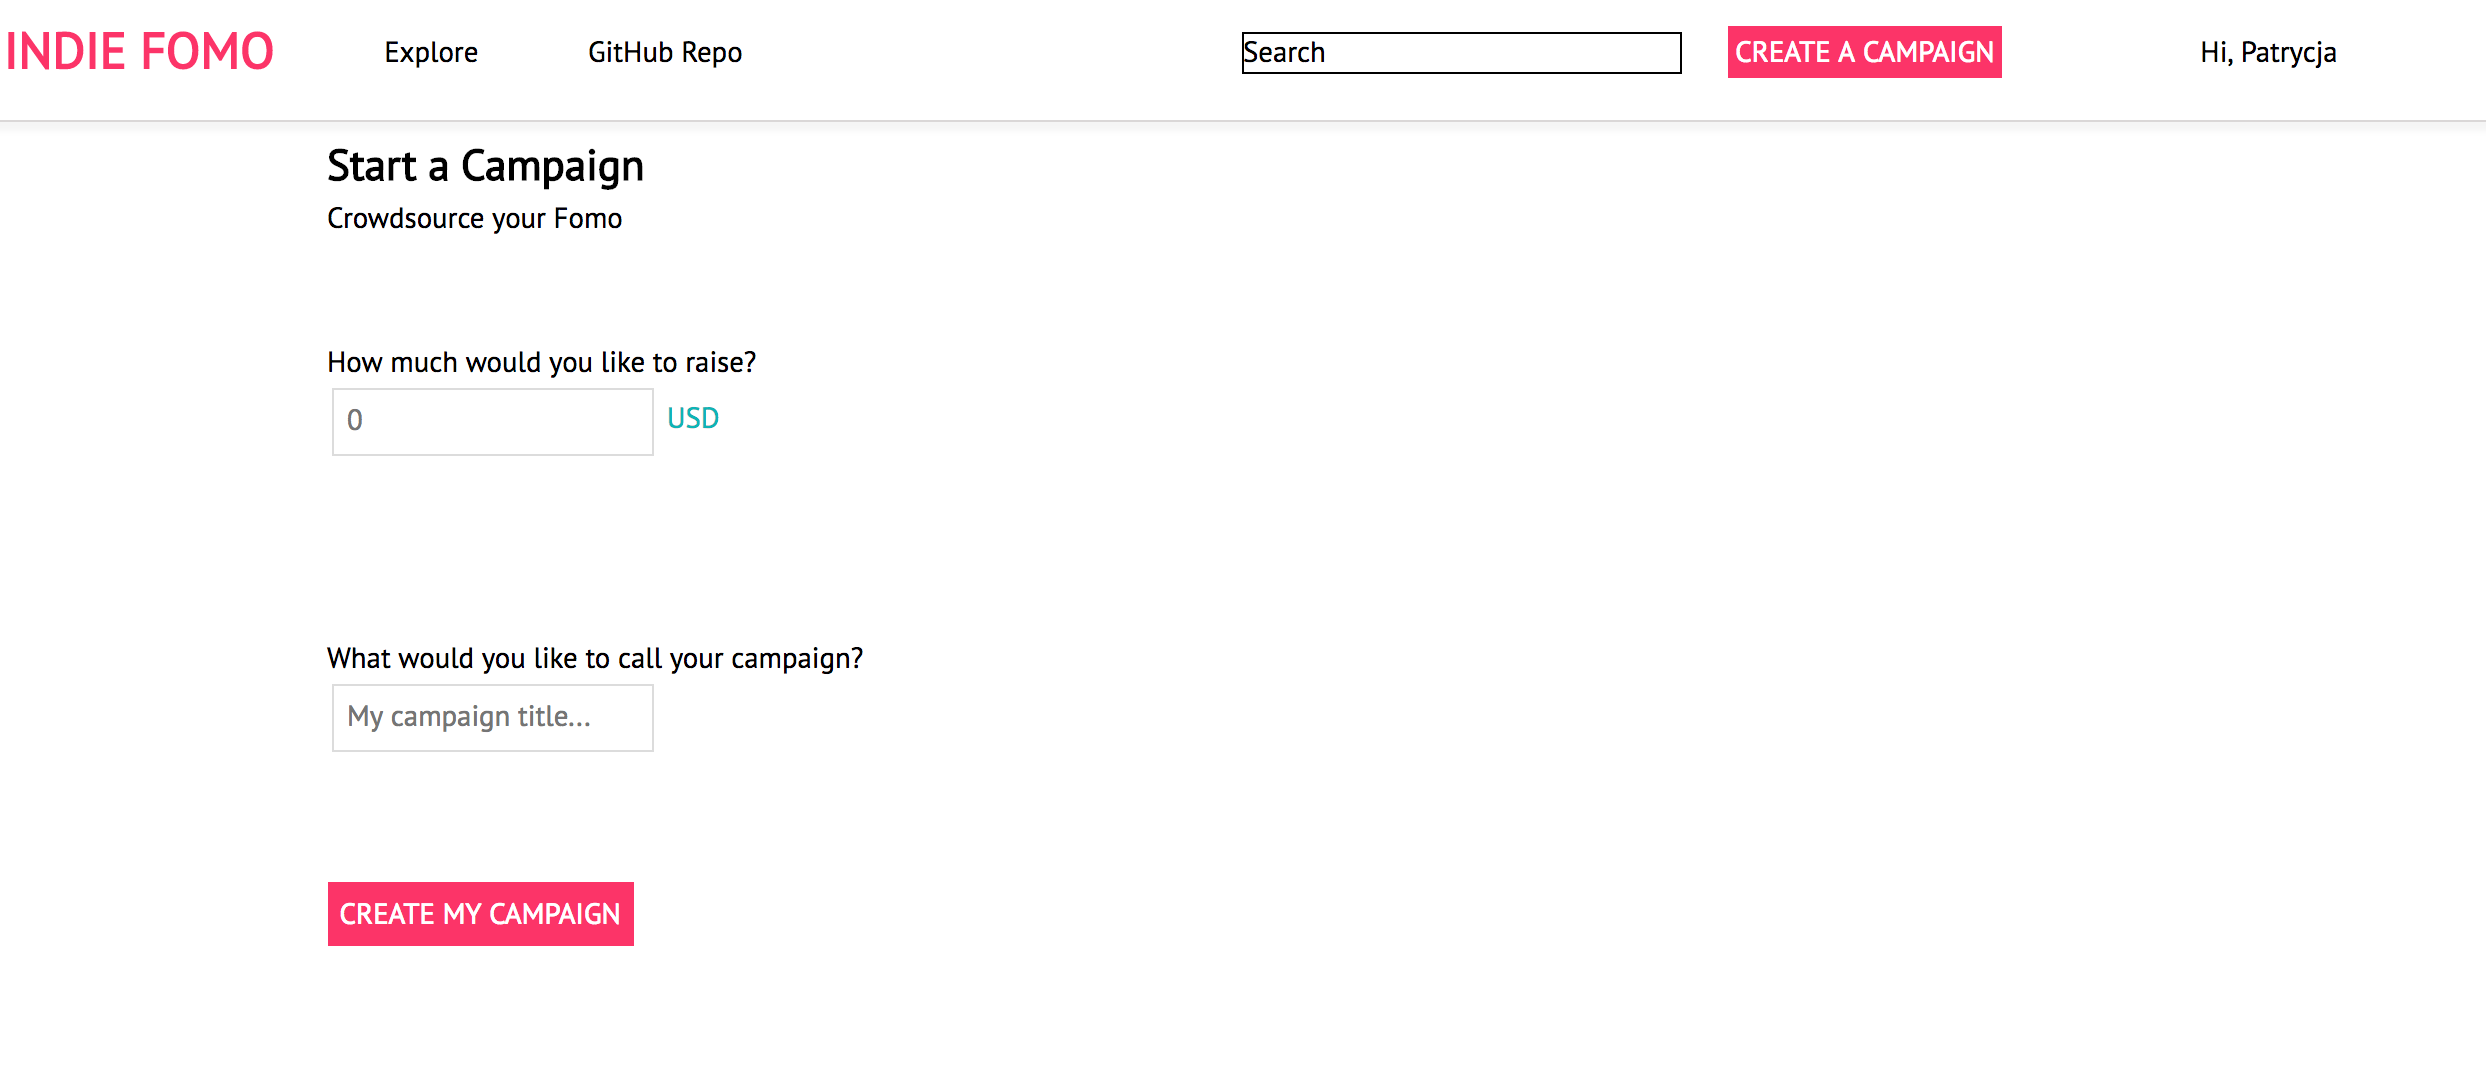 INDIE FOMO Explore GitHub Repo Search CREATE A CAMPAIGN Hi, Patrycja
Start a Campaign
Crowdsource your Fomo
How much would you like to raise?
0 USD
What would you like to call your campaign?
My campaign title...
CREATE MY CAMPAIGN